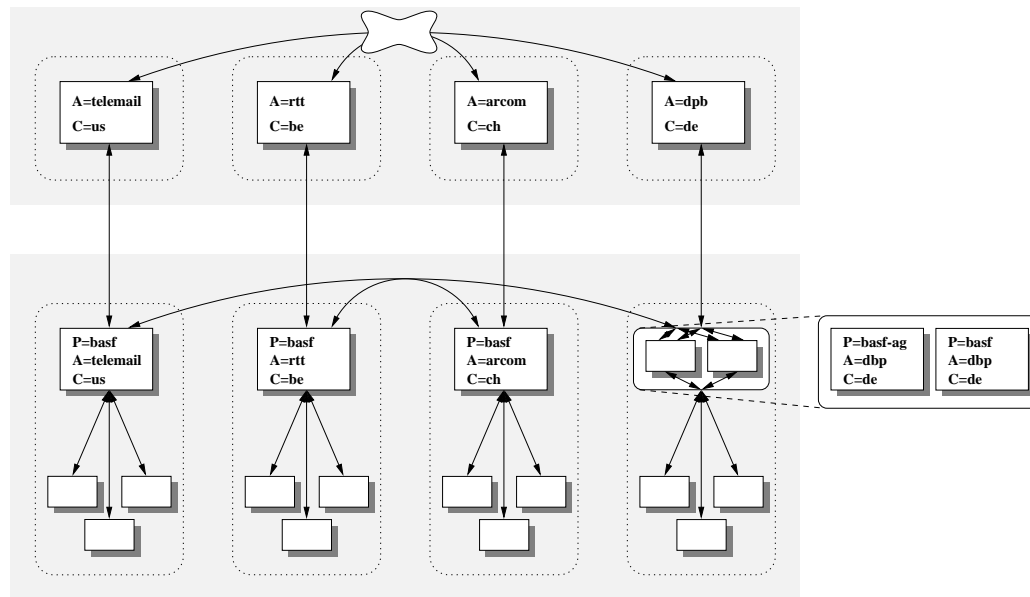 A=telemail
C=us
A=rtt
C=be
A=arcom
C=ch
A=dpb
C=de
P=basf
A=telemail
C=us
P=basf
A=rtt
C=be
P=basf
A=arcom
C=ch
P=basf-ag
A=dbp
C=de
P=basf
A=dbp
C=de